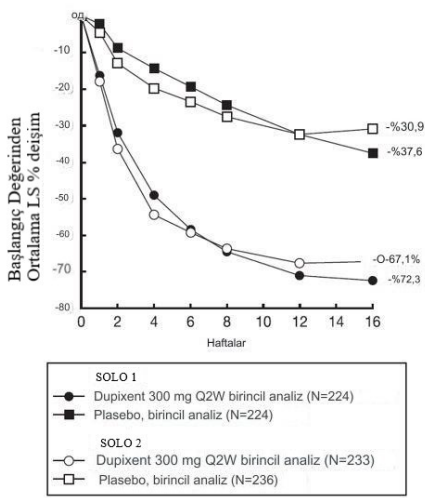 Başlangıç Değerinden
Ortalama LS % deişim
0
-10
-20
-30
-40
-50
-60
-70
-80
-%30,9
-%37,6
-O-67,1%
-%72,3
0 2 4 6 8 10 12 14 16
Haftalar
SOLO 1
Dupixent 300 mg Q2W birincil analiz (N=224)
Plasebo, birincil analiz (N=224)
SOLO 2
Dupixent 300 mg Q2W birincil analiz (N=233)
Plasebo, birincil analiz (N=236)